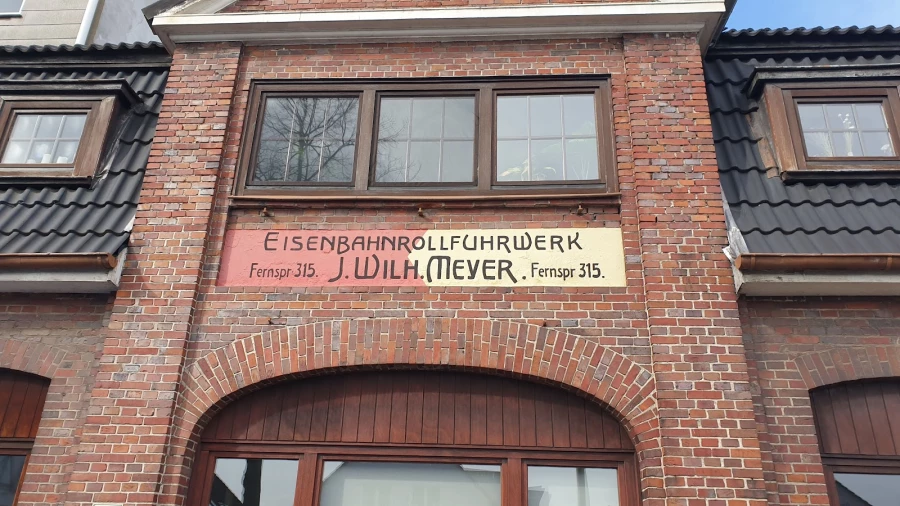 EISENBAHNROLLFUHRWERK
Fernspr 315. J. WILH. MEYER. Fernspr 315.